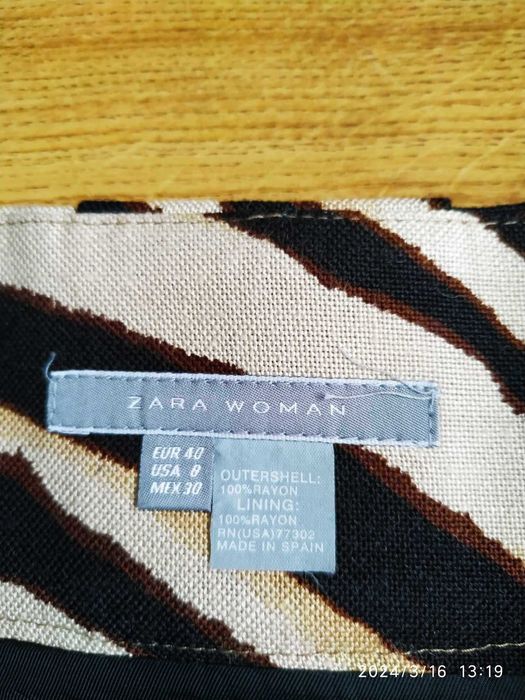 ZARA WOMAN
EUR 40
USA 8
MEX 30
OUTERSHELL:
100%RAYON
LINING:
100%RAYON
RN(USA)77302
MADE IN SPAIN
2024/3/16 13:19